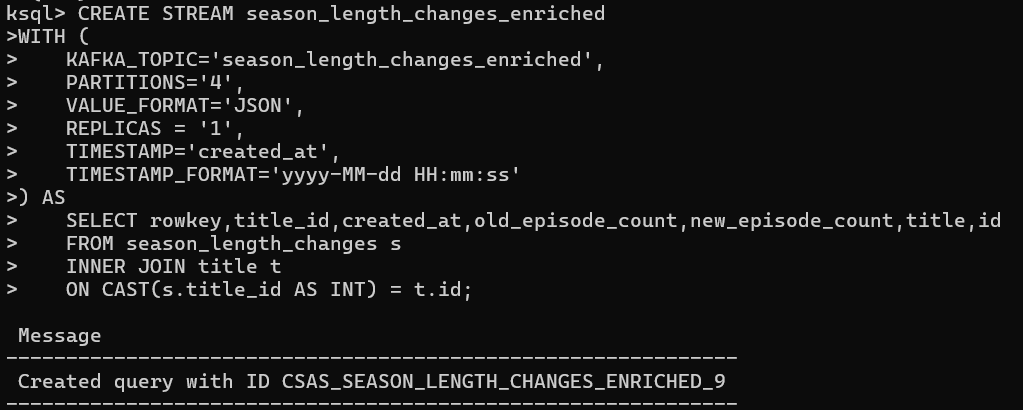 ksql> CREATE STREAM season_length_changes_enriched
>WITH (
>    KAFKA_TOPIC='season_length_changes_enriched',
>    PARTITIONS='4',
>    VALUE_FORMAT='JSON',
>    REPLICAS = '1',
>    TIMESTAMP='created_at',
>    TIMESTAMP_FORMAT='yyyy-MM-dd HH:mm:ss'
>) AS
>    SELECT rowkey,title_id,created_at,old_episode_count,new_episode_count,title,id
>    FROM season_length_changes s
>    INNER JOIN title t
>    ON CAST(s.title_id AS INT) = t.id;

 Message
-------------------------------------------------------------
 Created query with ID CSAS_SEASON_LENGTH_CHANGES_ENRICHED_9
-------------------------------------------------------------